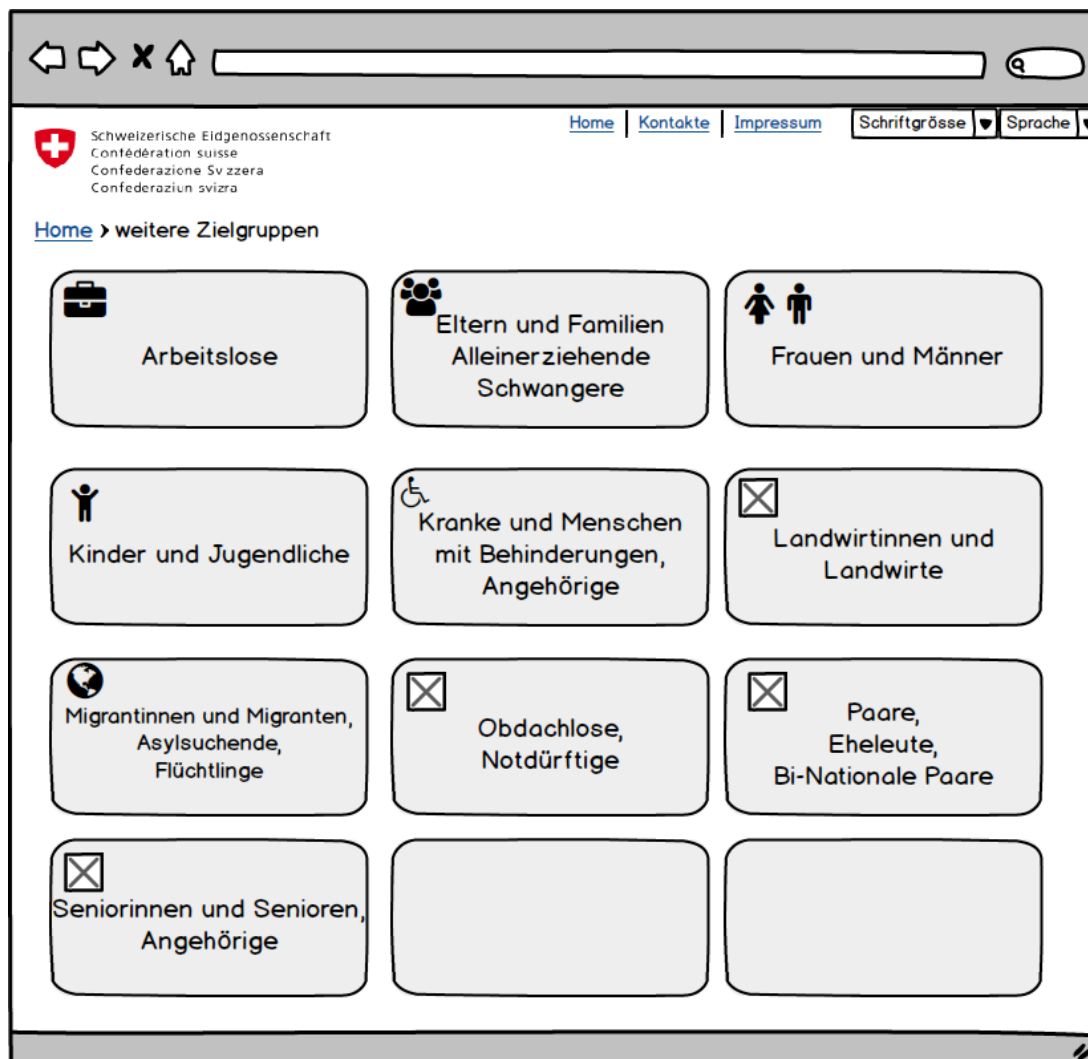 Home | Kontakte | Impressum Schriftgrösse Sprache
Schweizerische Eidgenossenschaft
Confédération suisse
Confederazione Svizzera
Confederaziun svizra
Home › weitere Zielgruppen
Arbeitslose
Eltern und Familien
Alleinerziehende
Schwangere
Frauen und Männer
Kinder und Jugendliche
Kranke und Menschen
mit Behinderungen,
Angehörige
Landwirtinnen und
Landwirte
Migrantinnen und Migranten,
Asylsuchende,
Flüchtlinge
Obdachlose,
Notdürftige
Paare,
Eheleute,
Bi-Nationale Paare
Seniorinnen und Senioren,
Angehörige